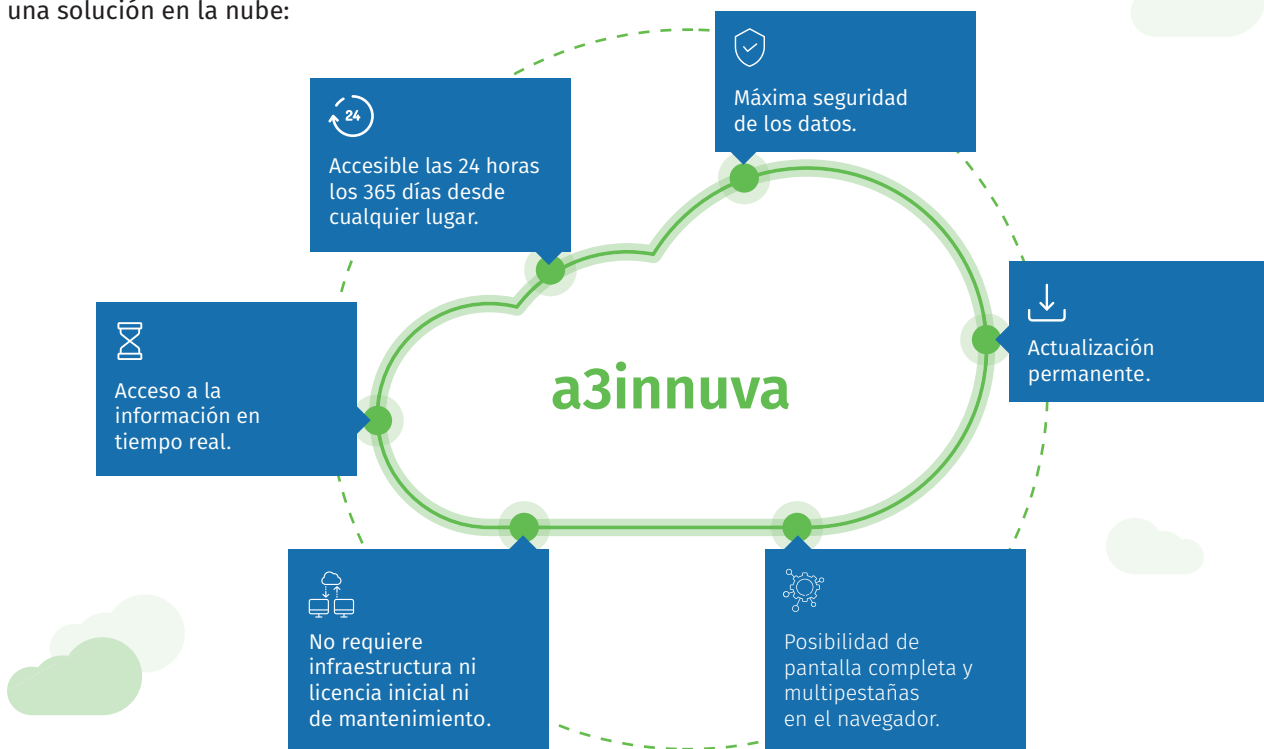 una solución en la nube:
Máxima seguridad
de los datos.
24
Accesible las 24 horas
los 365 días desde
cualquier lugar.
Actualización
permanente.
Acceso a la
información en
tiempo real.
a3innuva
No requiere
infraestructura ni
licencia inicial ni
de mantenimiento.
Posibilidad de
pantalla completa y
multipestañas
en el navegador.